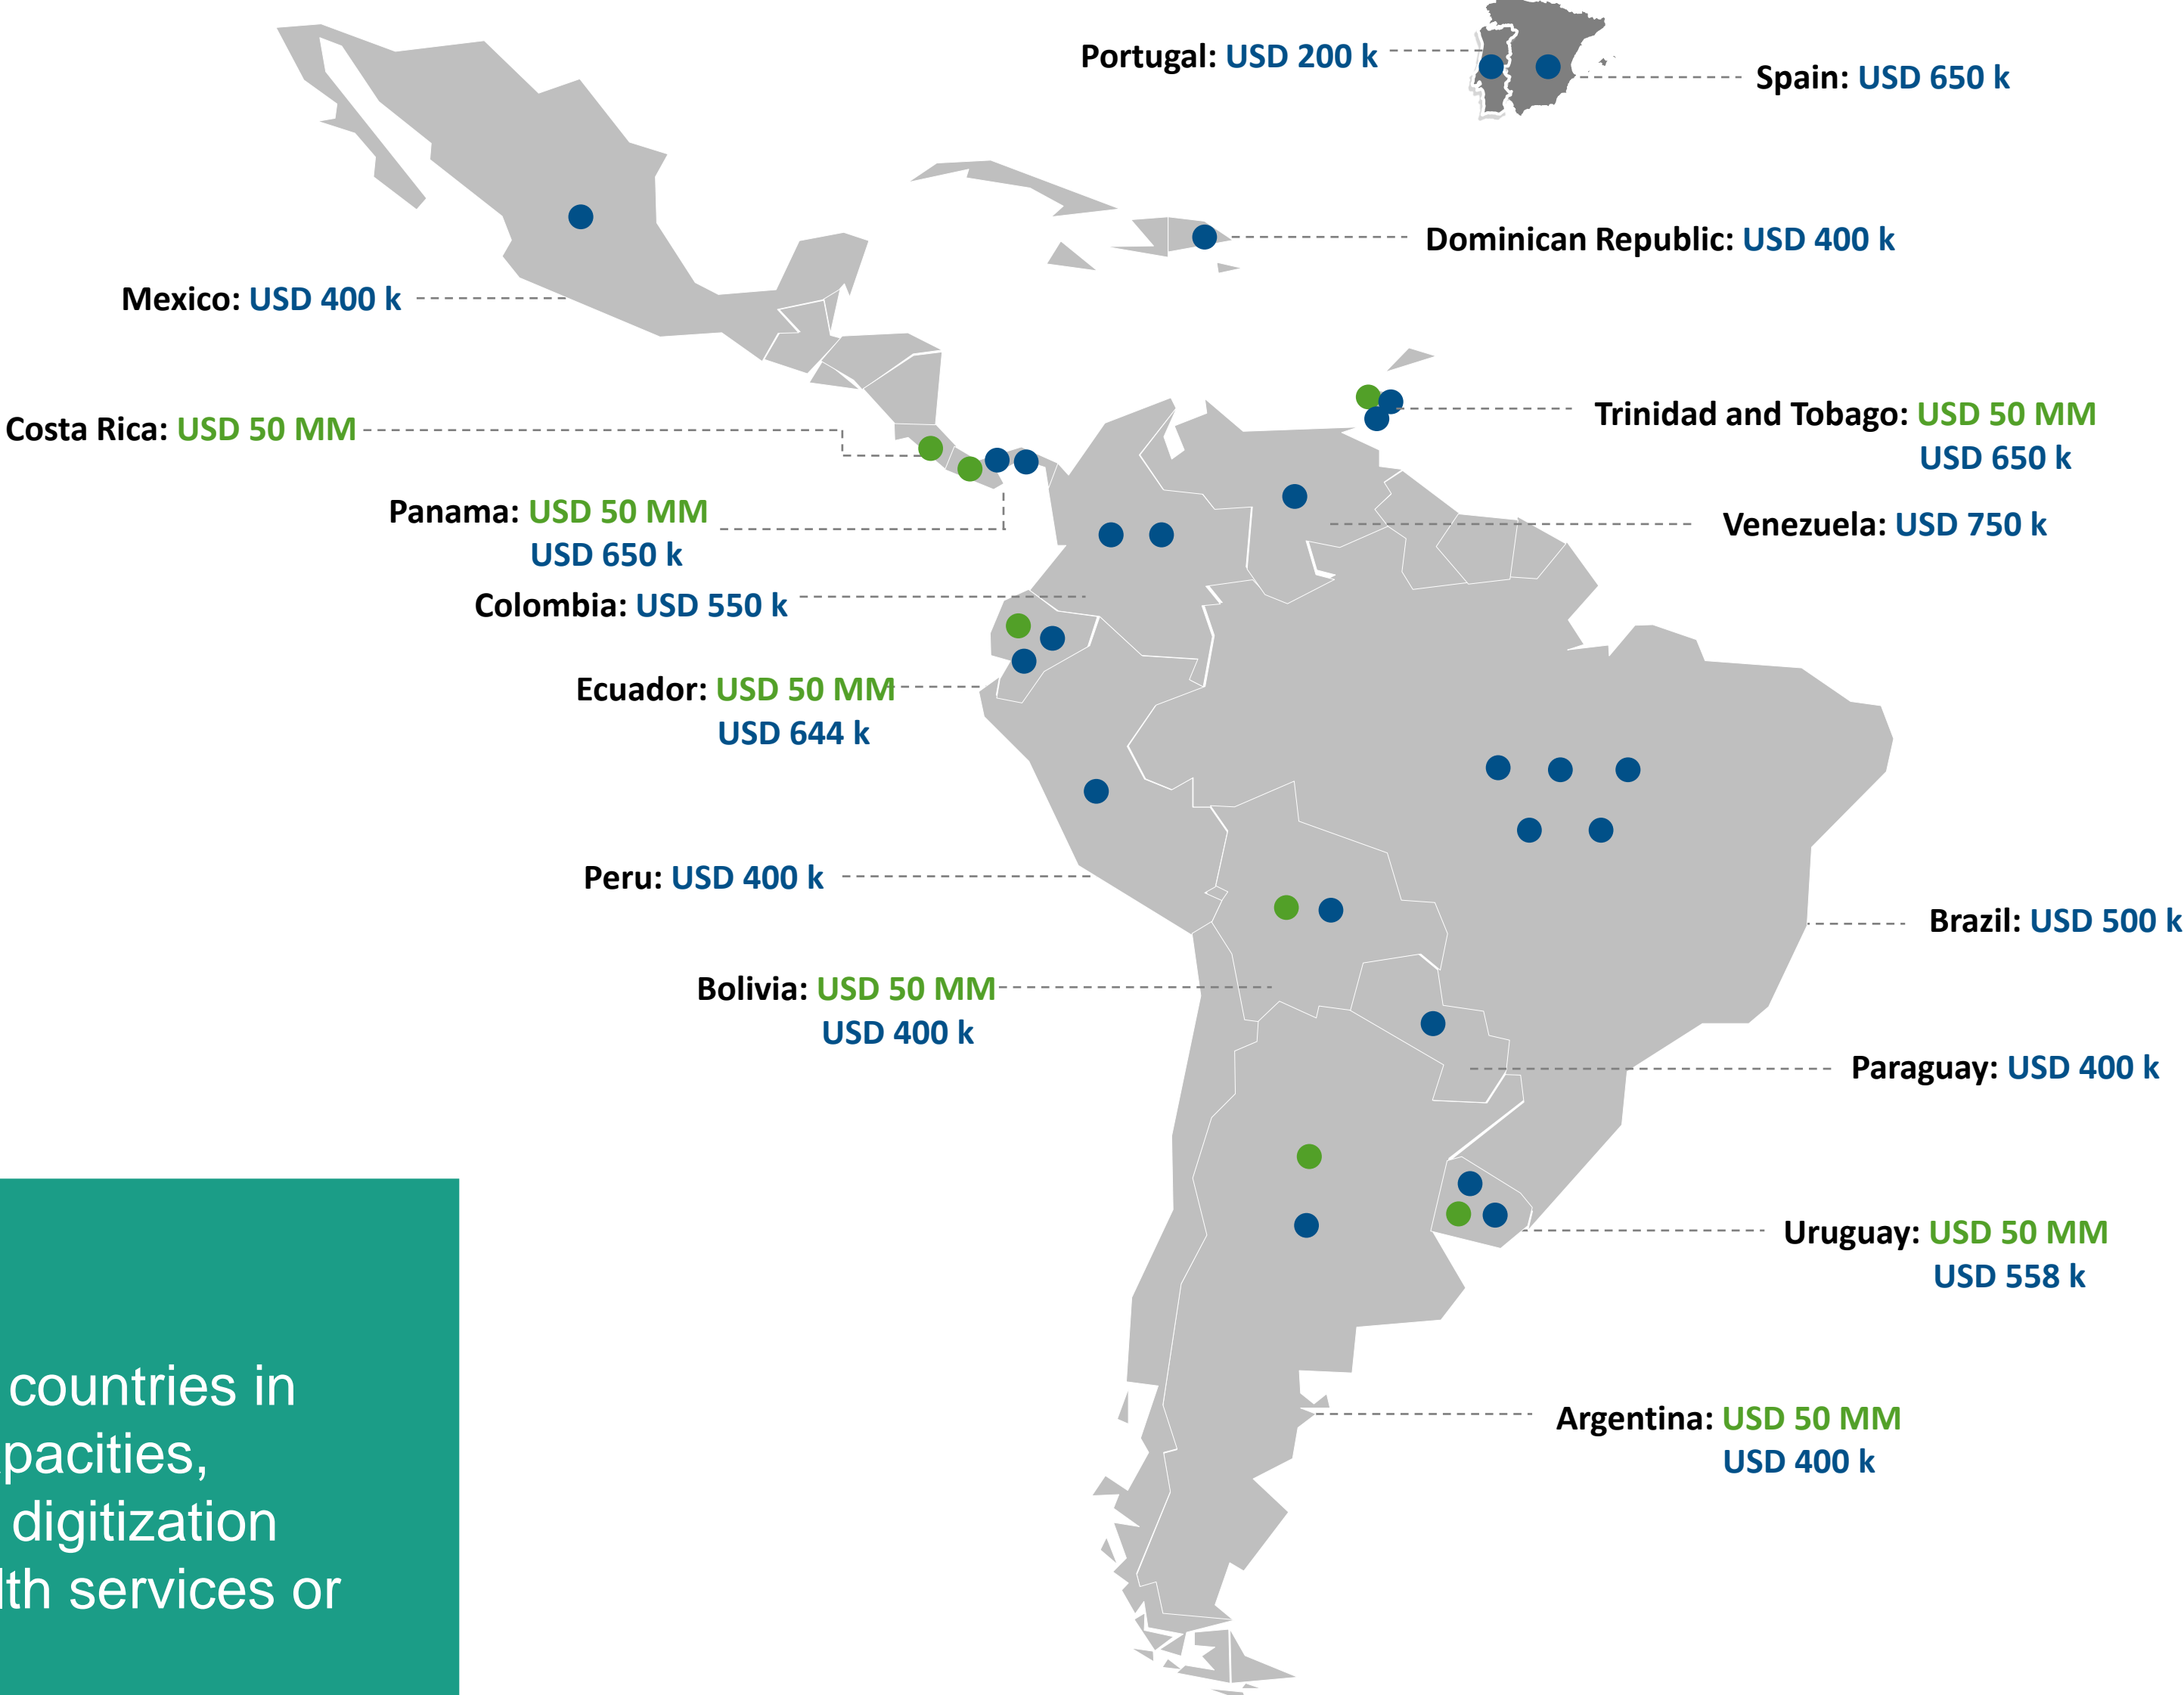 Portugal: USD 200 k
Spain: USD 650 k
Dominican Republic: USD 400 k
Mexico: USD 400 k
Costa Rica: USD 50 MM
Trinidad and Tobago: USD 50 MM
USD 650 k
Panama: USD 50 MM
USD 650 k
Venezuela: USD 750 k
Colombia: USD 550 k
Ecuador: USD 50 MM
USD 644 k
Peru: USD 400 k
Brazil: USD 500 k
Bolivia: USD 50 MM
USD 400 k
Paraguay: USD 400 k
Uruguay: USD 50 MM
USD 558 k
Argentina: USD 50 MM
USD 400 k
countries in
pacities,
digitization
lth services or